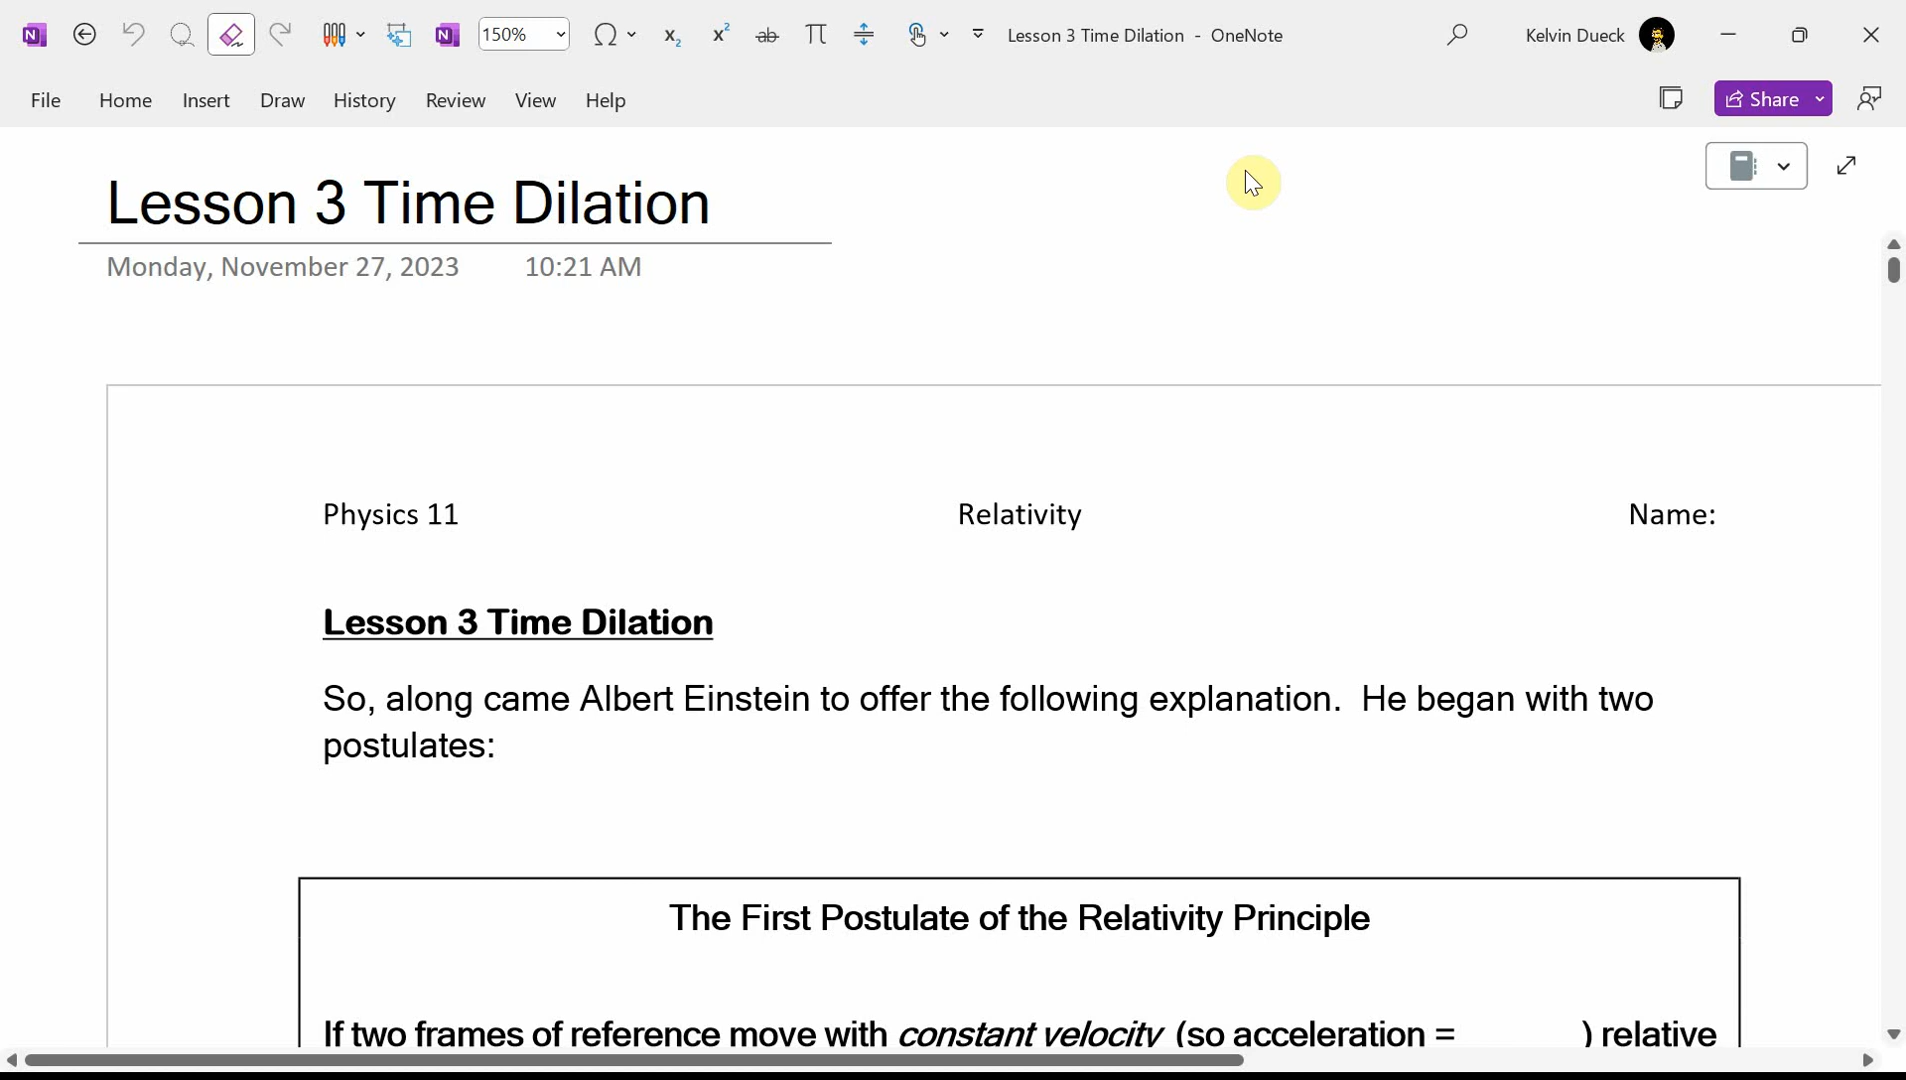 150%
Lesson 3 Time Dilation - OneNote
Kelvin Dueck
File Home Insert Draw History Review View Help
Share
Lesson 3 Time Dilation
Monday, November 27, 2023 10:21 AM
Physics 11 Relativity Name:
Lesson 3 Time Dilation
So, along came Albert Einstein to offer the following explanation. He began with two
postulates:
The First Postulate of the Relativity Principle
If two frames of reference move with constant velocity (so acceleration = ) relative